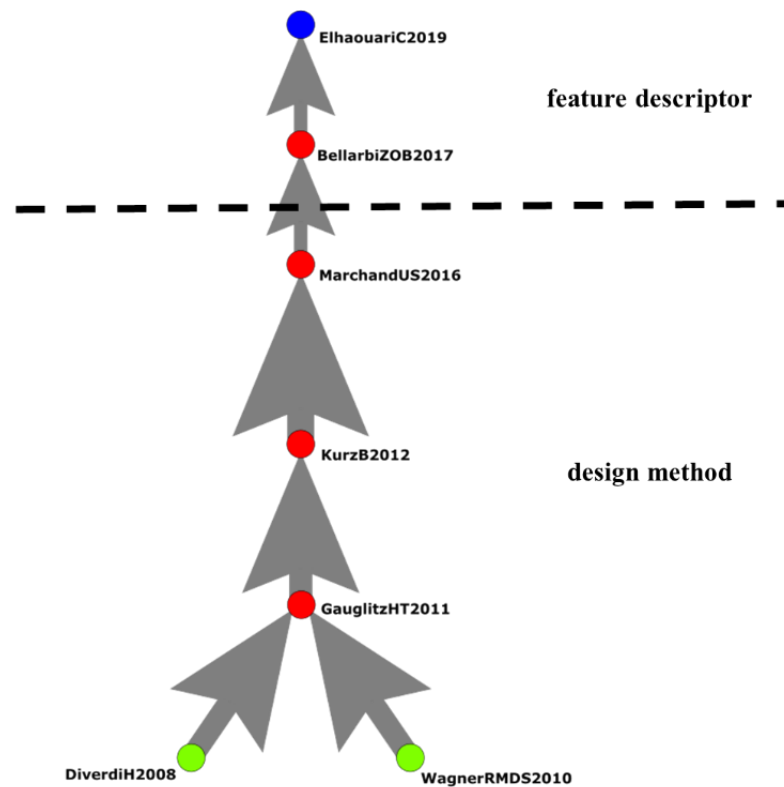 ElhaouariC2019
feature descriptor
BellarbiZOB2017
MarchandUS2016
KurzB2012
design method
GauglitzHT2011
DiverdiH2008
WagnerRMDS2010